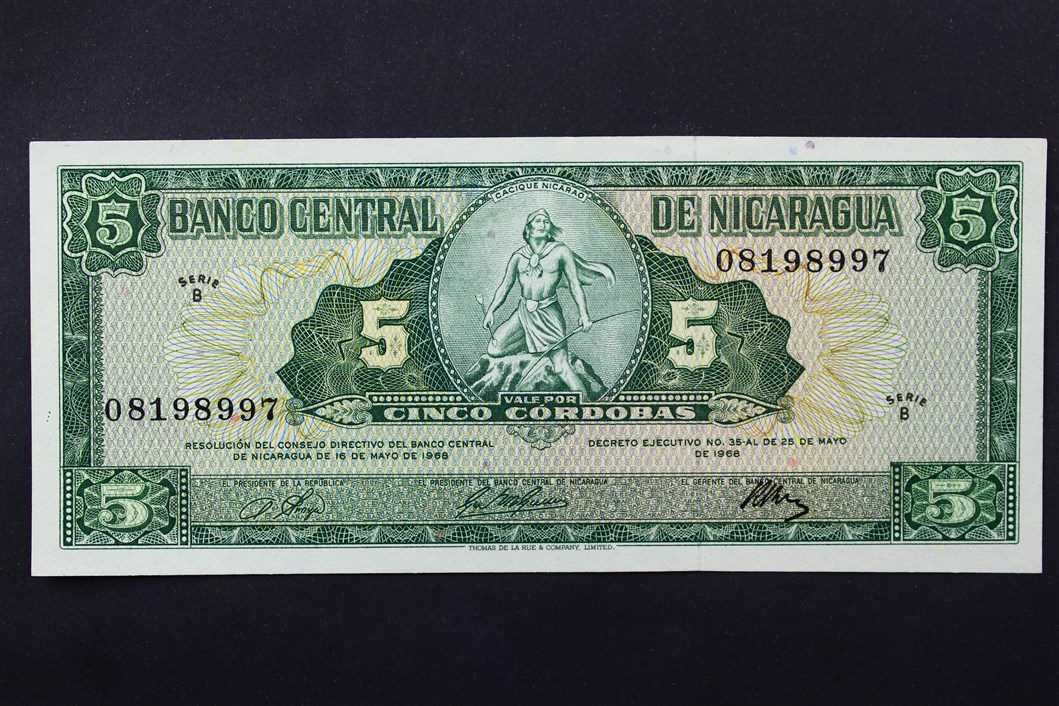 CACIQUE NICARAO
5 BANCO CENTRAL DE NICARAGUA 5
08198997
SERIE
B
5 5
08198997
VALE POR
CINCO CÓRDOBAS
SERIE
B
RESOLUCIÓN DEL CONSEJO DIRECTIVO DEL BANCO CENTRAL
DE NICARAGUA DE 16 DE MAYO DE 1968
DECRETO EJECUTIVO NO. 35-AL DE 25 DE MAYO
DE 1968
5 5
EL PRESIDENTE DE LA REPÚBLICA
EL PRESIDENTE DEL BANCO CENTRAL DE NICARAGUA
EL GERENTE DEL BANCO CENTRAL DE NICARAGUA
THOMAS DE LA RUE & COMPANY, LIMITED.